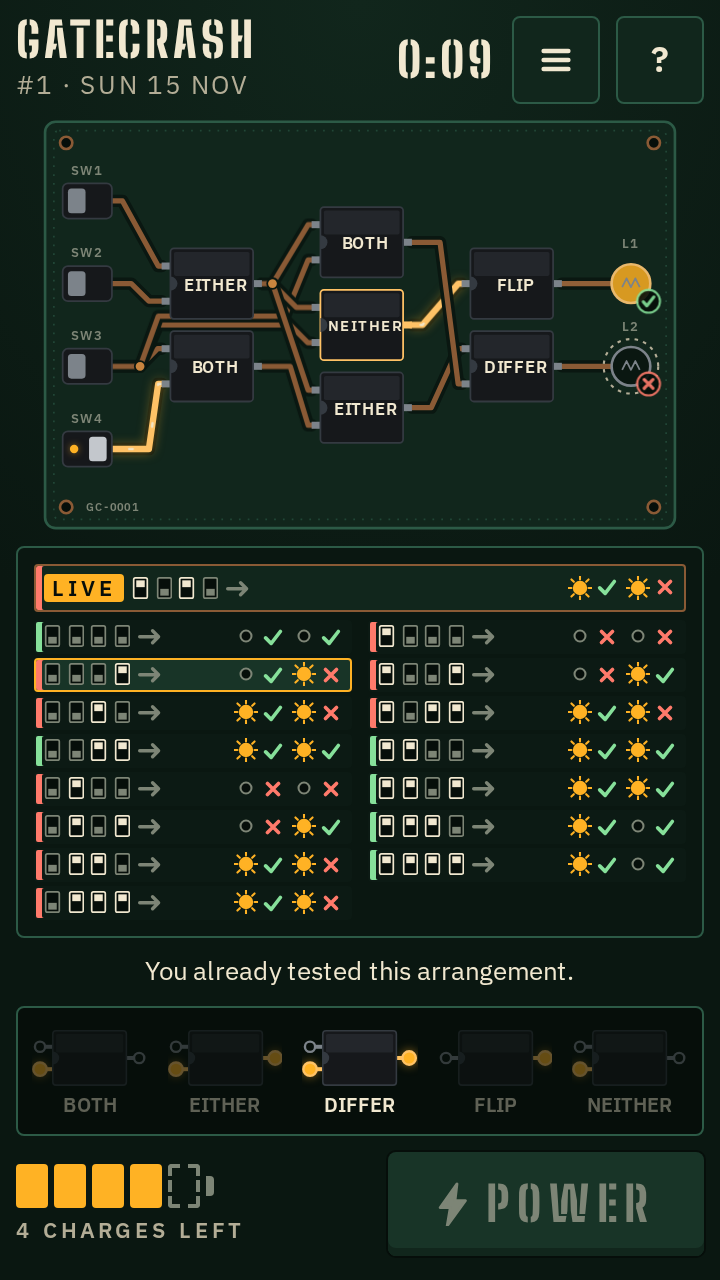 GATECRASH
#1 · SUN 15 NOV
0:09
?
SW1
SW2
SW3
SW4
EITHER
BOTH
BOTH
NEITHER
EITHER
FLIP
DIFFER
L1
L2
GC-0001
LIVE
You already tested this arrangement.
BOTH
EITHER
DIFFER
FLIP
NEITHER
4 CHARGES LEFT
POWER